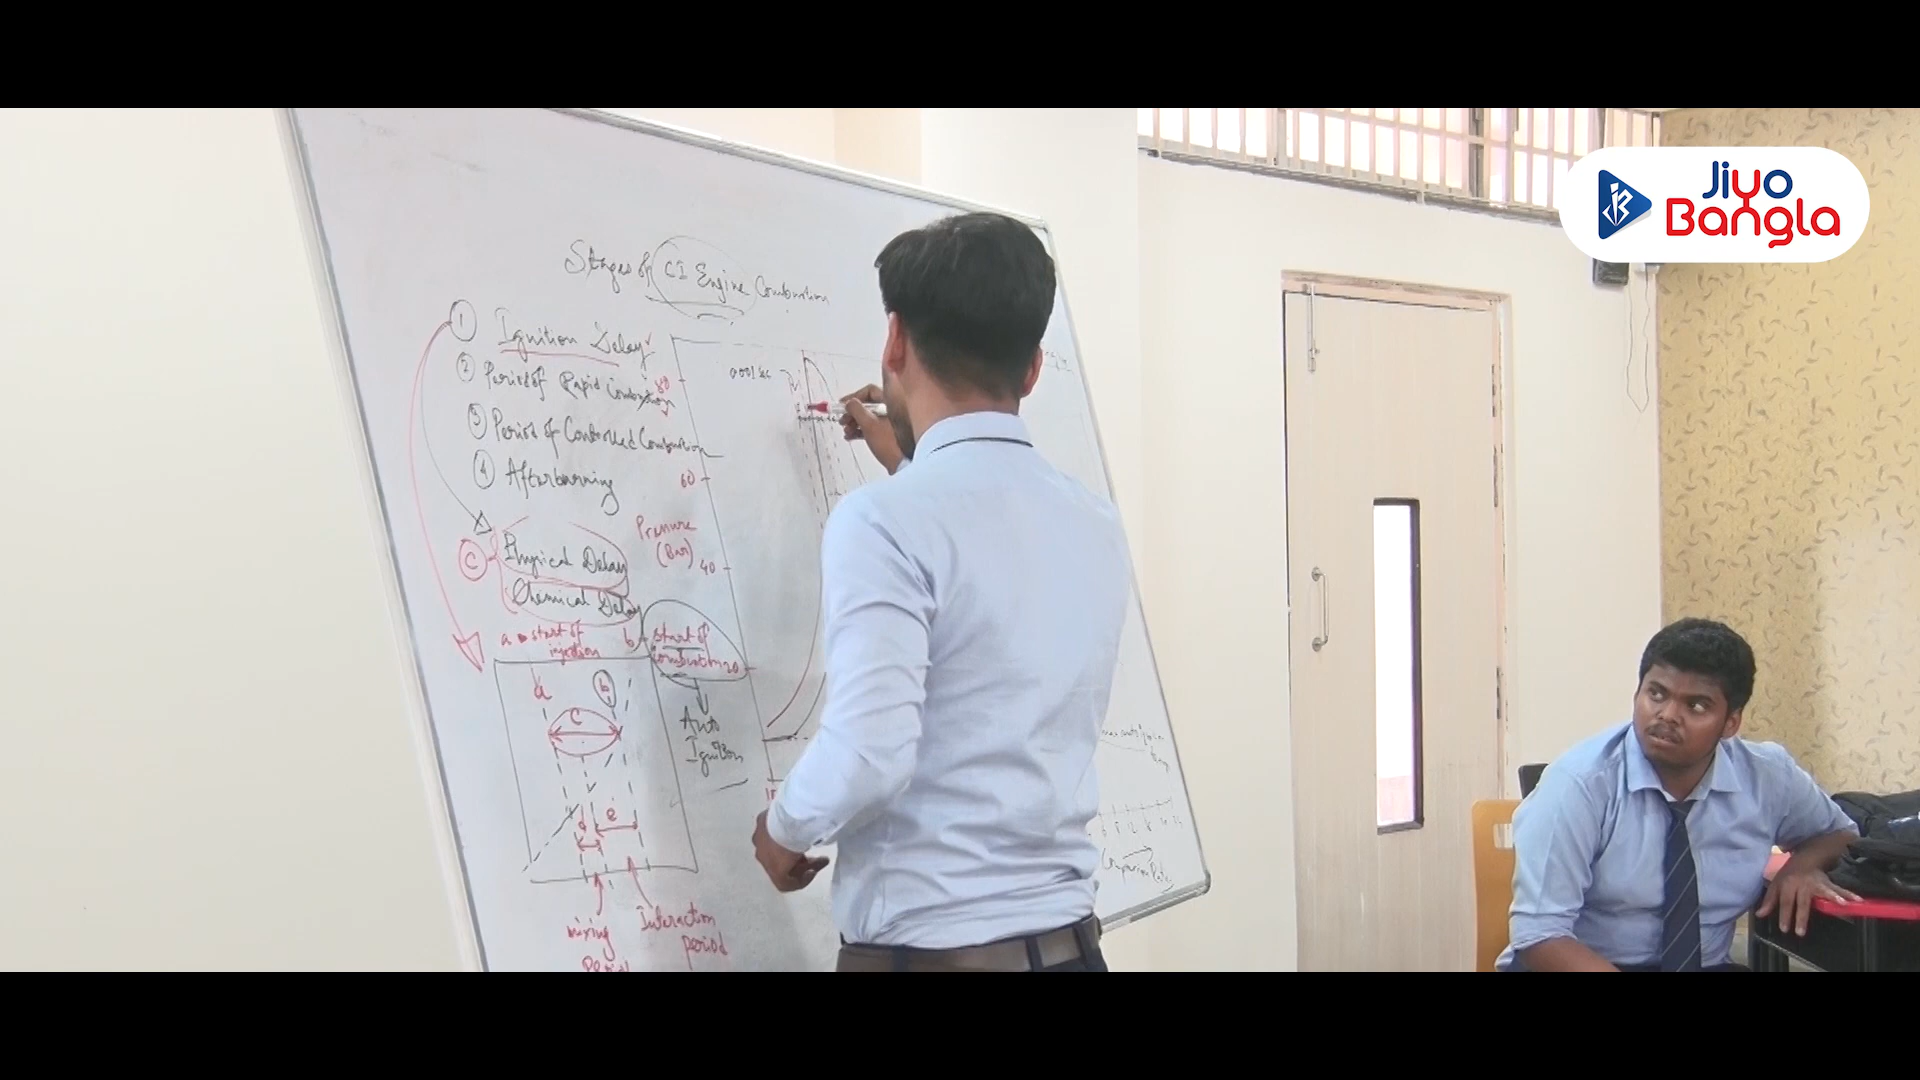 Jiyo
Bangla
Stages of CI Engine Combustion
1 Ignition Delay
2 Period of Rapid Combustion
3 Period of Controlled Combustion
4 Afterburning
80
60
Pressure
(Bar) 40
C Physical Delay
Chemical Delay
a start of
injection
b start of
combustion 20
a
b
c
Auto
Ignition
d
e
mixing
Interaction
period